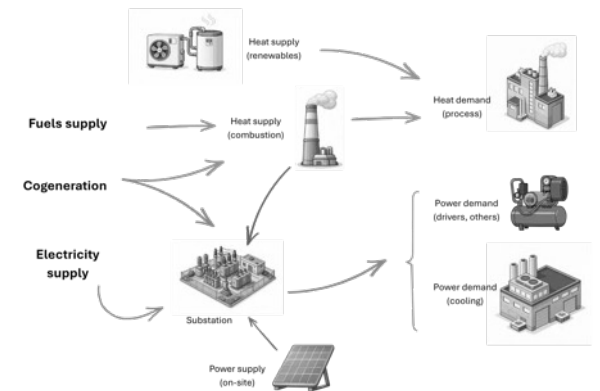 Heat supply
(renewables)
Heat demand
(process)
Fuels supply
Heat supply
(combustion)
Cogeneration
Power demand
(drivers, others)
Electricity
supply
Power demand
(cooling)
Substation
Power supply
(on-site)